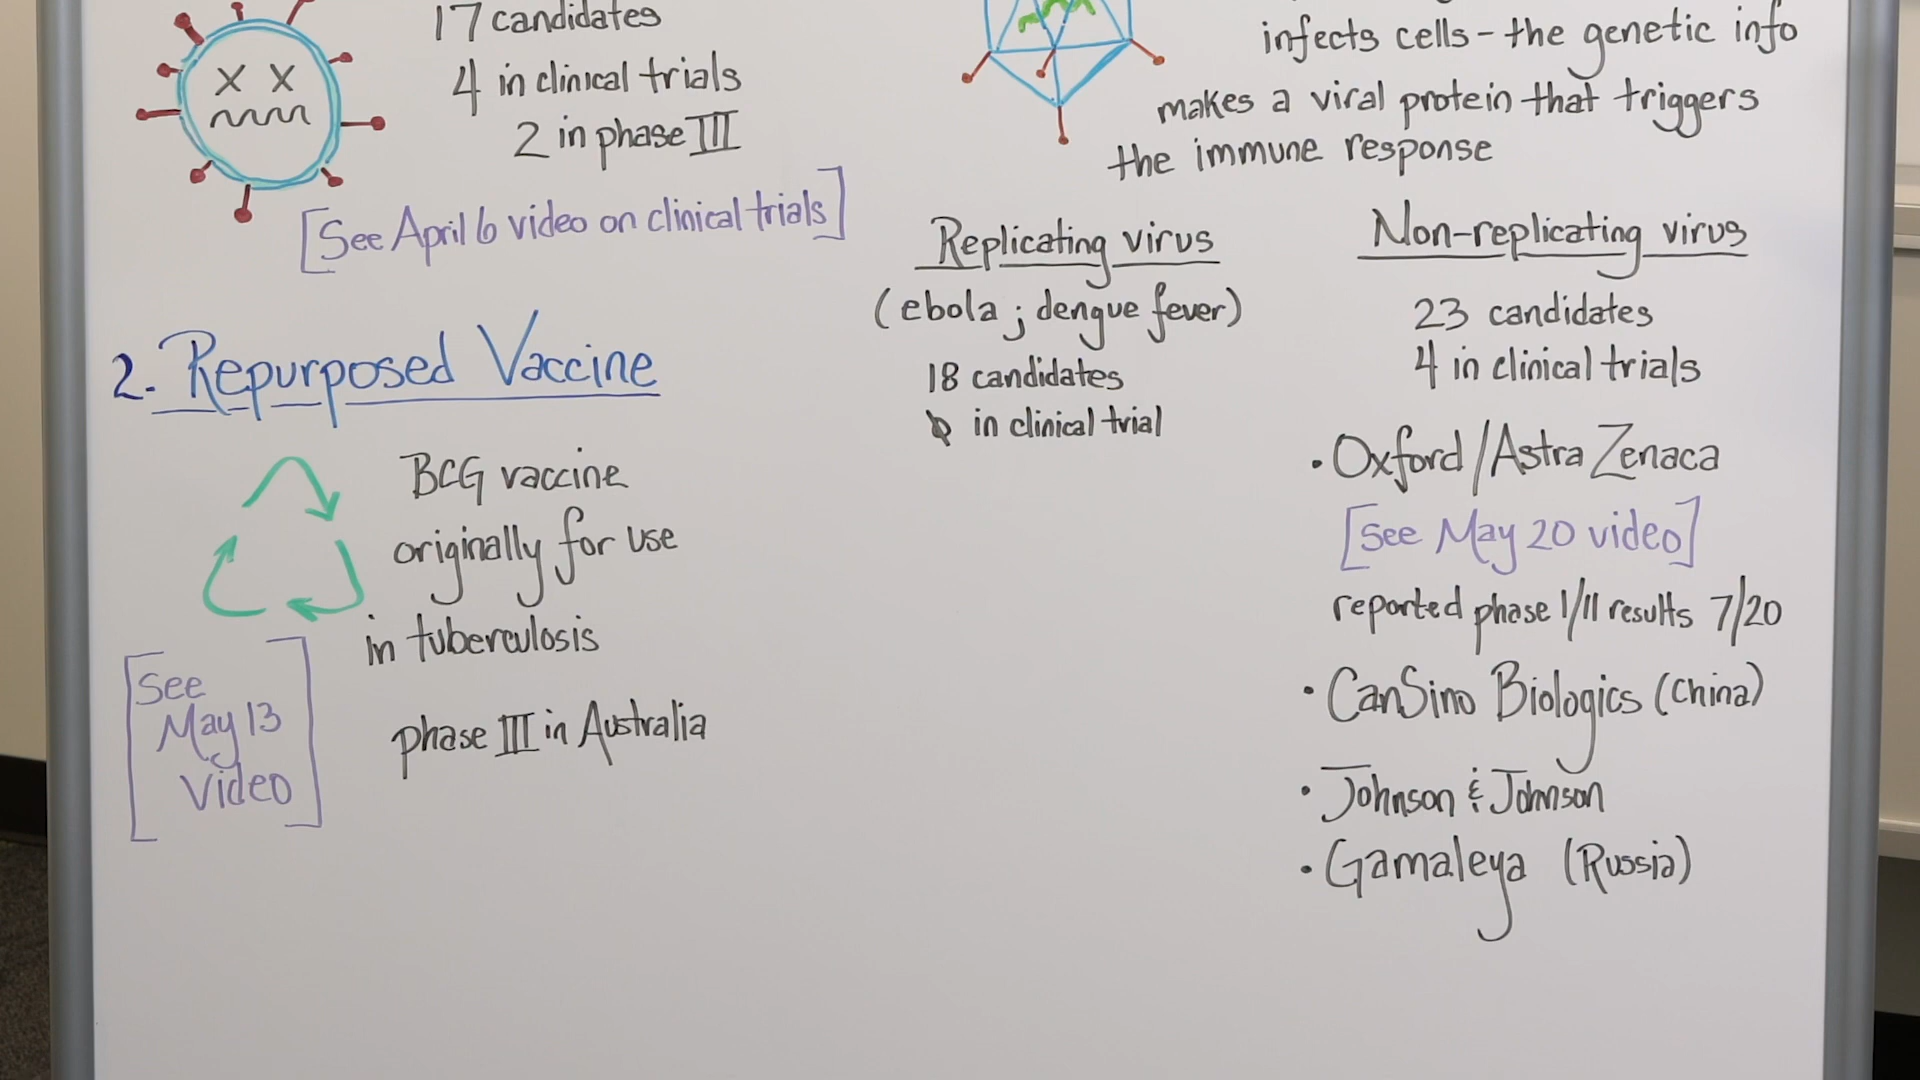 17 candidates
4 in clinical trials
2 in phase III
[See April 6 video on clinical trials]
2. Repurposed Vaccine
BCG vaccine
originally for use
in tuberculosis
phase III in Australia
[See
May 13
Video]
infects cells - the genetic info
makes a viral protein that triggers
the immune response
Replicating virus
(ebola; dengue fever)
18 candidates
in clinical trial
Non-replicating virus
23 candidates
4 in clinical trials
• Oxford/Astra Zenaca
[See May 20 video]
reported phase I/II results 7/20
• CanSino Biologics (China)
• Johnson & Johnson
• Gamaleya (Russia)